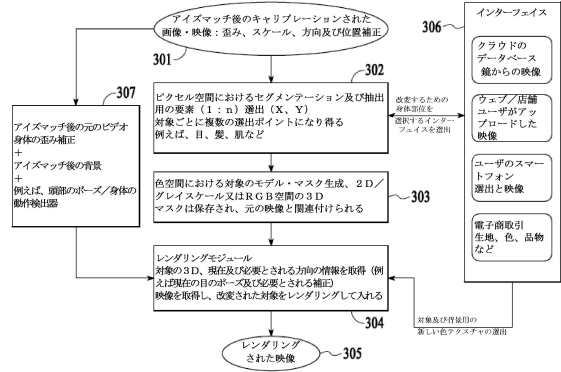 アイズマッチ後のキャリブレーションされた
画像・映像：歪み、スケール、方向及び位置補正
301
302
ピクセル空間におけるセグメンテーション及び抽出
用の要素（１：ｎ）選出（Ｘ、Ｙ）
対象ごとに複数の選出ポイントになり得る
例えば、目、髪、肌など
307
アイズマッチ後の元のビデオ
身体の歪み補正
＋
アイズマッチ後の背景
＋
例えば、頭部のポーズ／身体の
動作検出器
色空間における対象のモデル・マスク生成、２Ｄ／
グレイスケール又はＲＧＢ空間の３Ｄ
マスクは保存され、元の映像と関連付けられる
303
レンダリングモジュール
対象の３Ｄ、現在及び必要とされる方向の情報を取得（例
えば現在の目のポーズ及び必要とされる補正）
映像を取得し、改変された対象をレンダリングして入れる
304
レンダリング
された映像
305
改変するための
身体部位を
選択するインター
フェイスを選出
対象及び背景用の
新しい色テクスチャの選出
306
インターフェイス
クラウドの
データベース
鏡からの映像
ウェブ／店舗
ユーザがアッ
プロードした
映像
ユーザのスマー
トフォン
選出と映像
電子商取引
生地、色、品物
など